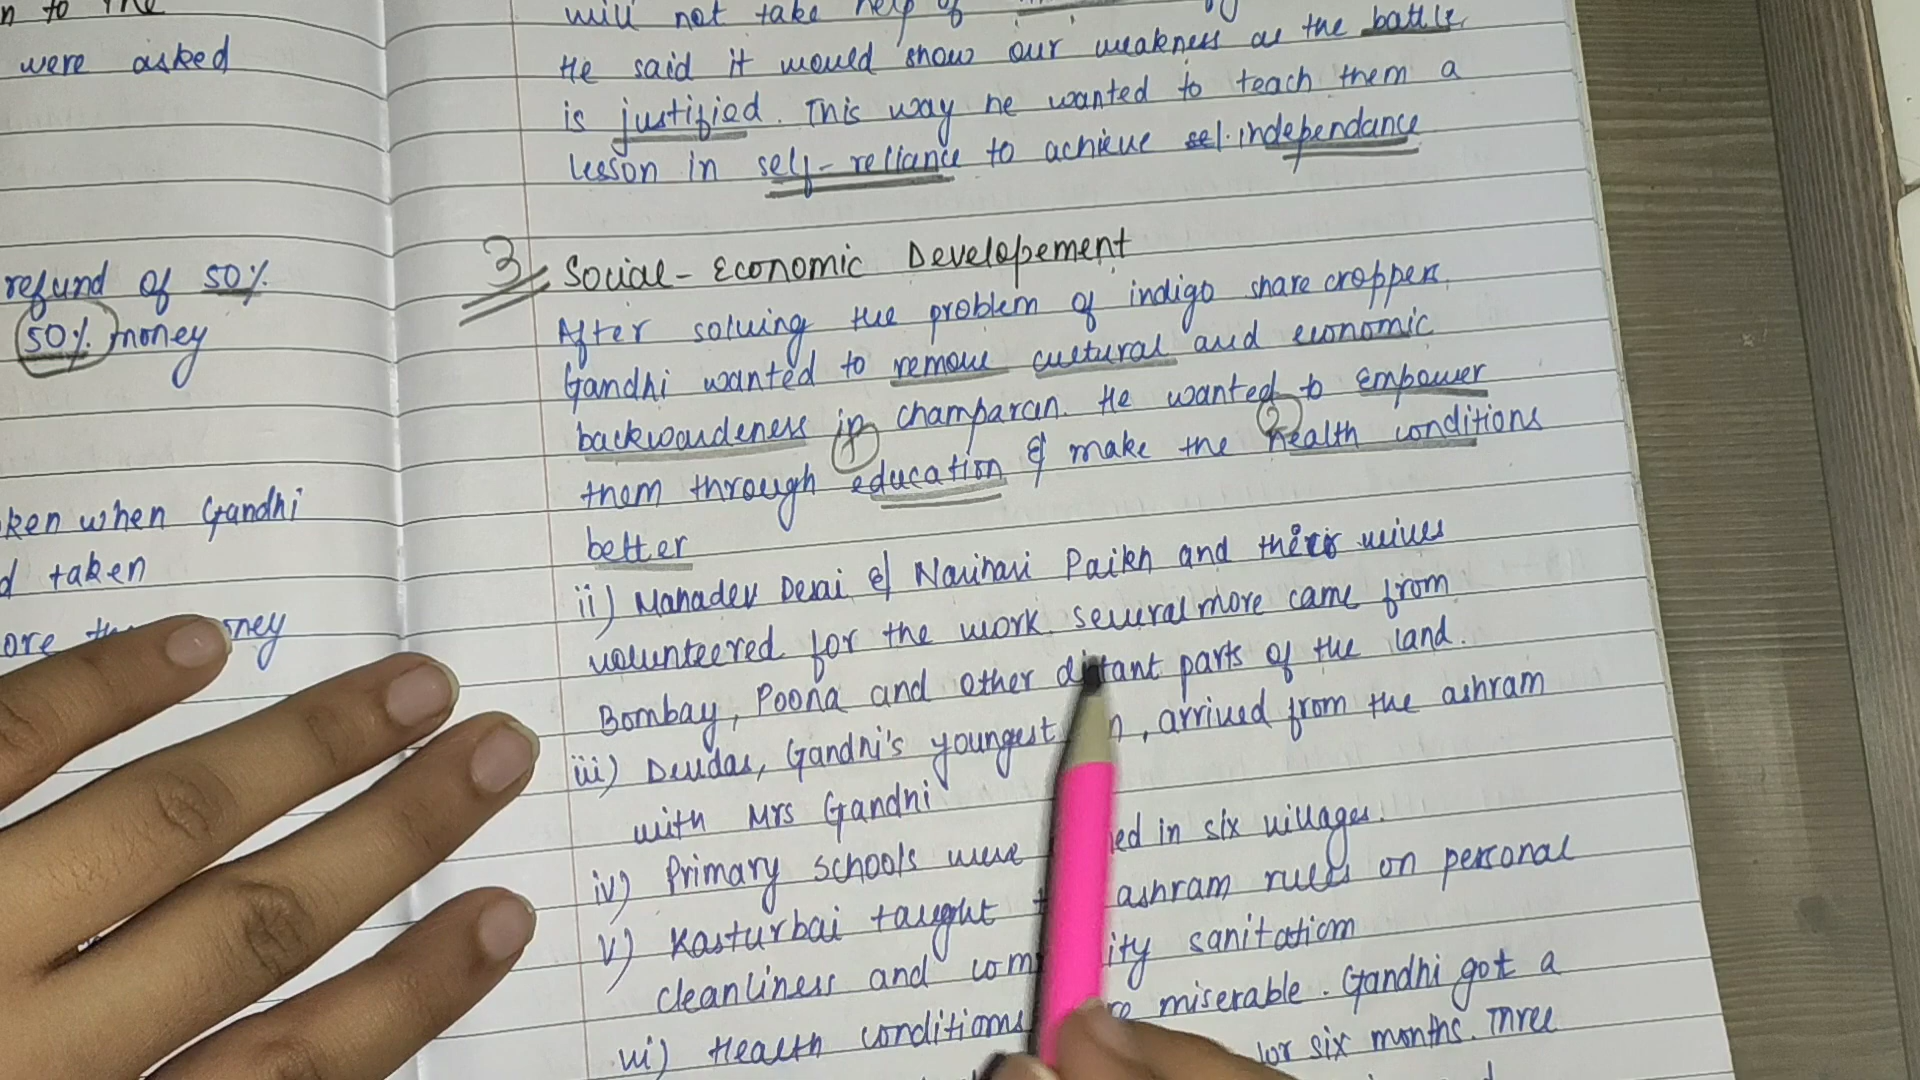 n to the
were asked
refund of 50%
50% money
ken when Gandhi
d taken
ore
will not take help of
He said it would show our weakness as the battle
is justified. This way he wanted to teach them a
lesson in self-reliance to achieve sel independance
3 Social-Economic Developement
After solving the problem of indigo share croppers.
Gandhi wanted to remove cultural and economic
backwardeness in champaran. He wanted to empower
1 2
them through education & make the health conditions
better
ii) Mahadev Desai & Narihari Paikh and their wives
volunteered for the work. several more came from
Bombay, Poona and other distant parts of the land.
iii) Devdas, Gandhi's youngest , arrived from the ashram
with Mrs Gandhi
iv) Primary schools were in six villages.
v) Kasturbai taught ashram rules on personal
cleanliness and sanitation
vi) Health conditions miserable. Gandhi got a
for six months. Three